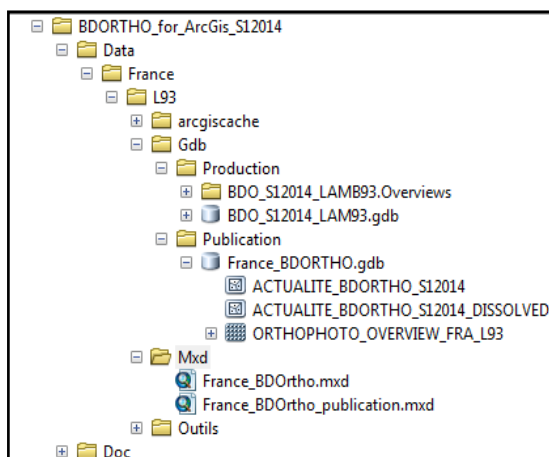 BDORTHO_for_ArcGis_S12014
Data
France
L93
arcgiscache
Gdb
Production
BDO_S12014_LAMB93.Overviews
BDO_S12014_LAM93.gdb
Publication
France_BDORTHO.gdb
ACTUALITE_BDORTHO_S12014
ACTUALITE_BDORTHO_S12014_DISSOLVED
ORTHOPHOTO_OVERVIEW_FRA_L93
Mxd
France_BDOrtho.mxd
France_BDOrtho_publication.mxd
Outils
Doc